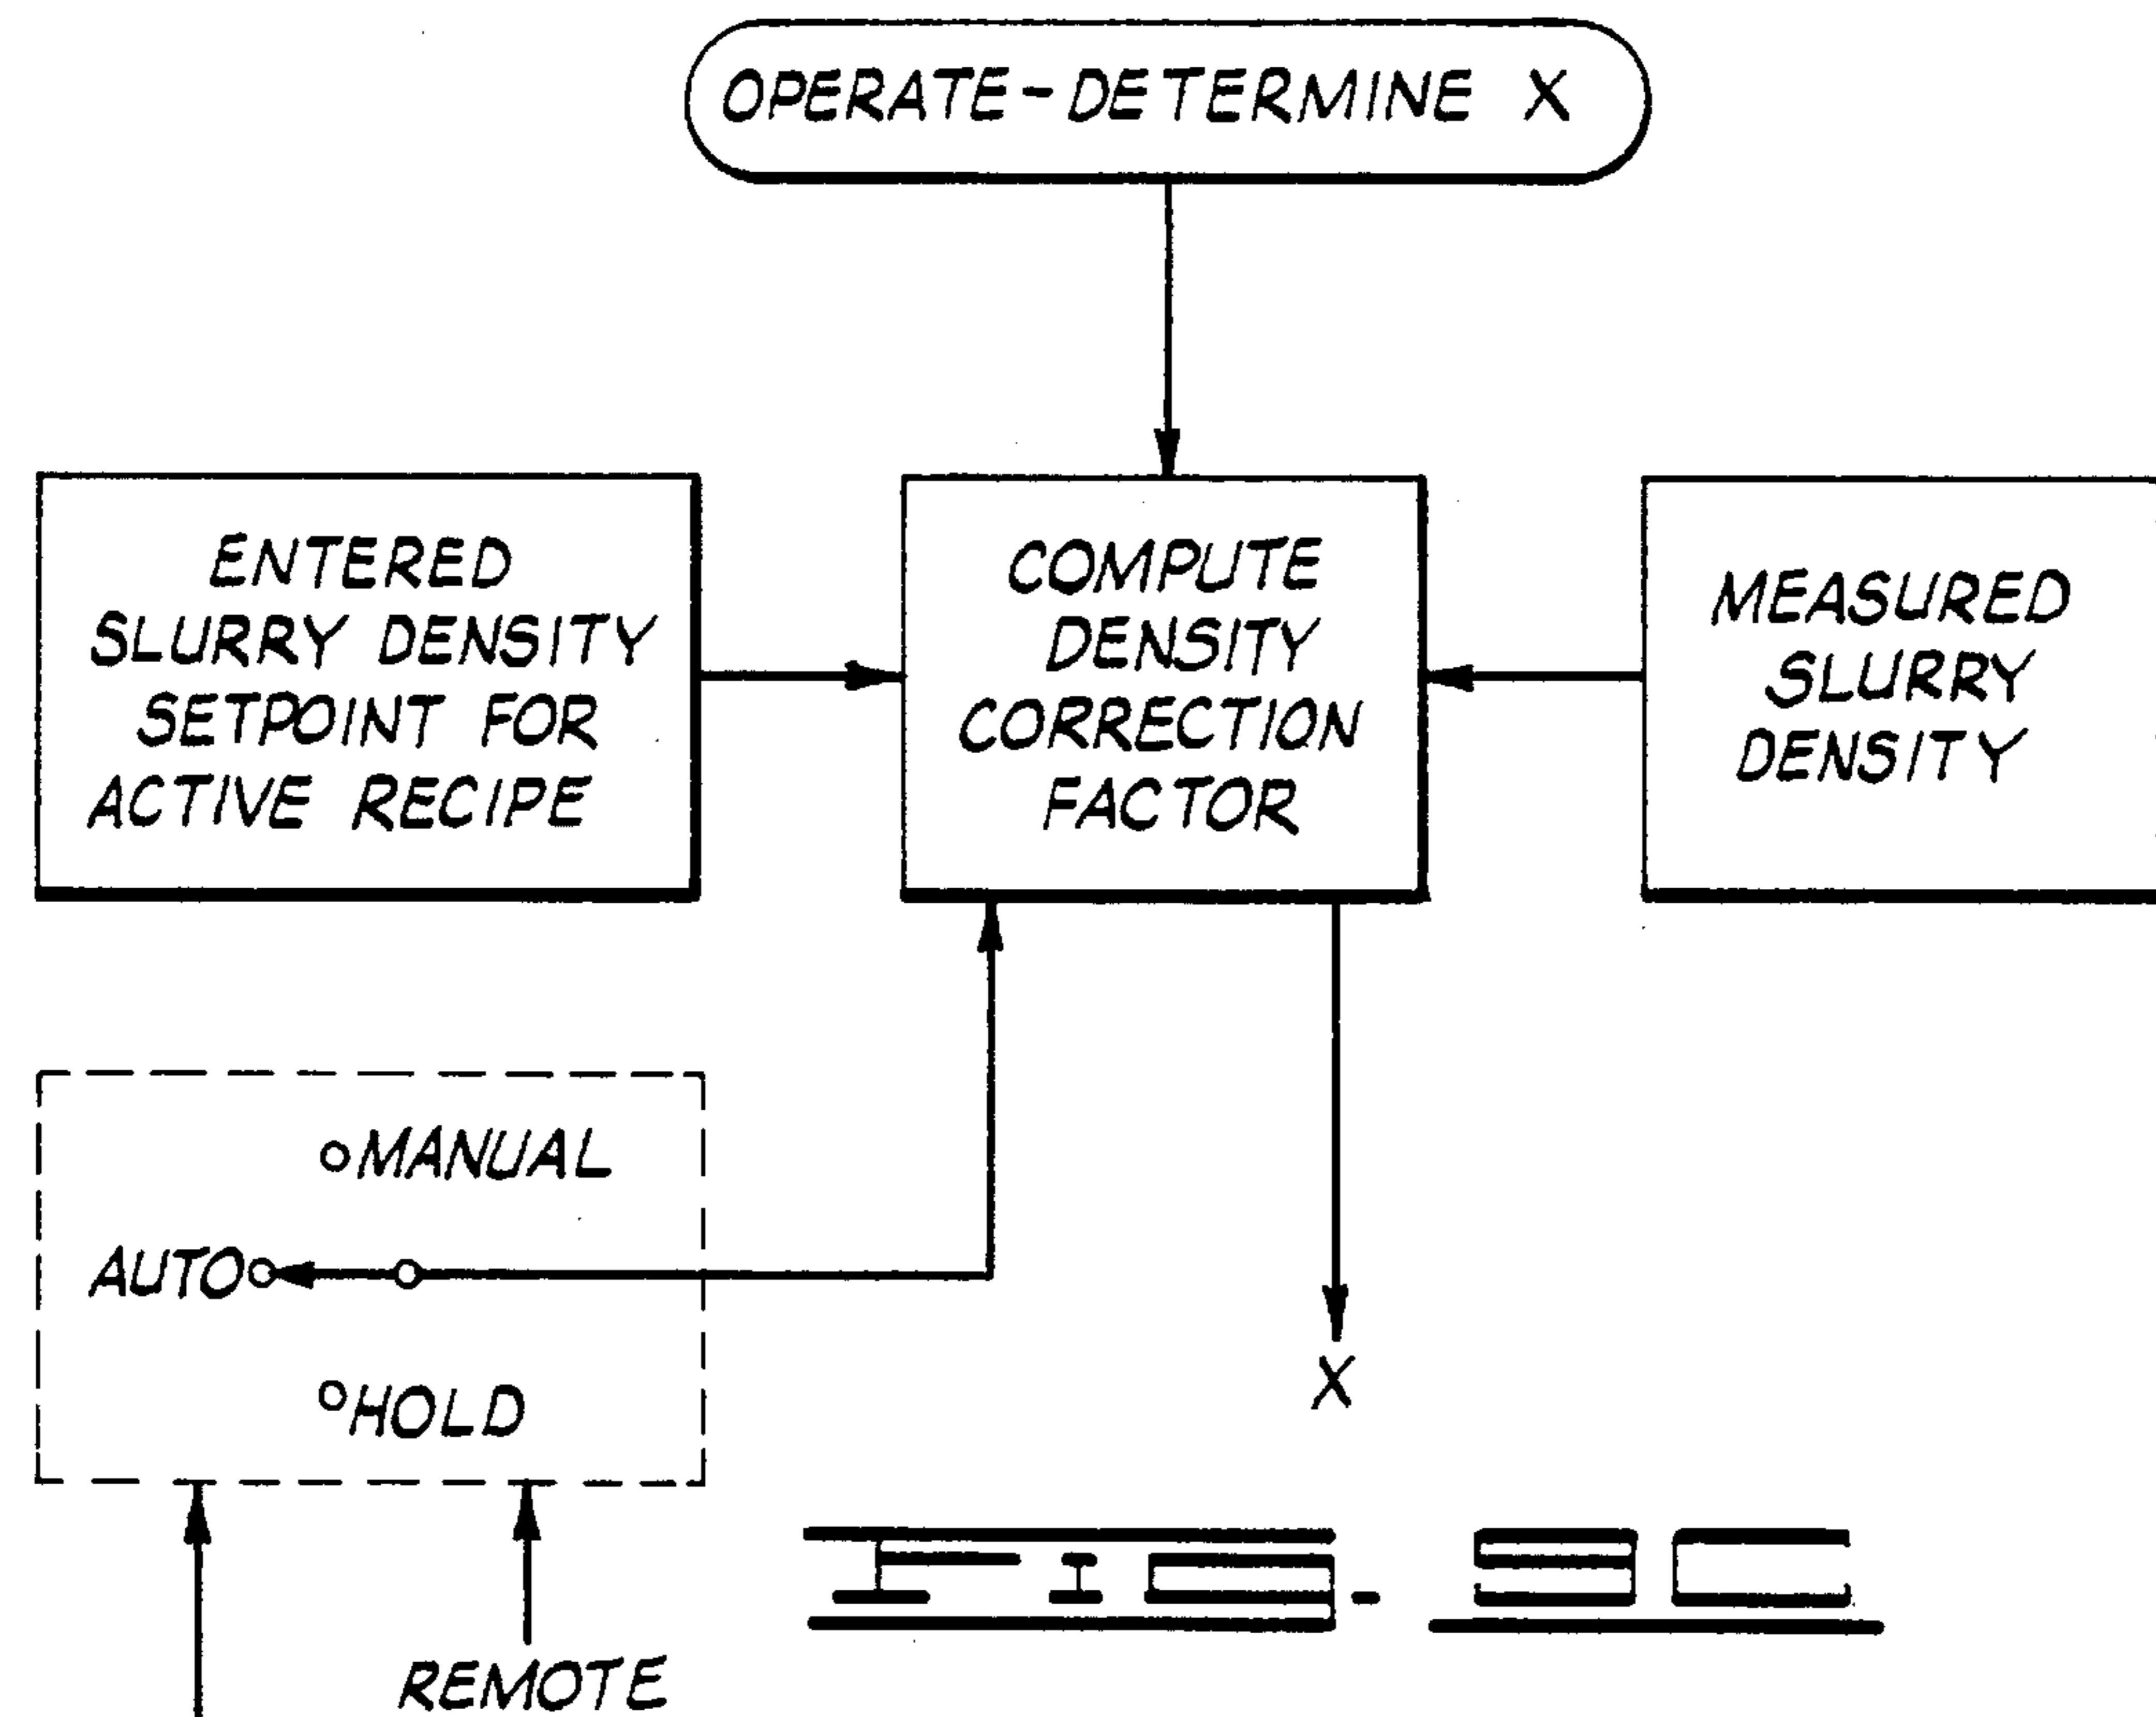 OPERATE-DETERMINE X
ENTERED
SLURRY DENSITY
SETPOINT FOR
ACTIVE RECIPE
COMPUTE
DENSITY
CORRECTION
FACTOR
MEASURED
SLURRY
DENSITY
MANUAL
AUTO
HOLD
X
REMOTE
FIG. 9C